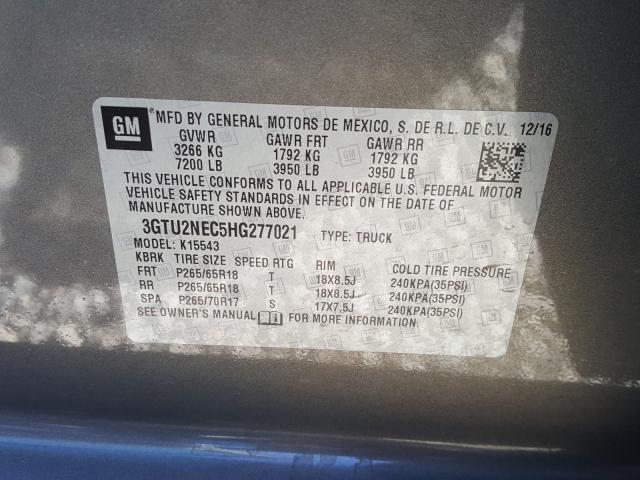 GM MFD BY GENERAL MOTORS DE MEXICO, S. DE R.L. DE C.V. 12/16
GVWR GAWR FRT GAWR RR
3266 KG 1792 KG 1792 KG
7200 LB 3950 LB 3950 LB
THIS VEHICLE CONFORMS TO ALL APPLICABLE U.S. FEDERAL MOTOR
VEHICLE SAFETY STANDARDS IN EFFECT ON THE DATE OF
MANUFACTURE SHOWN ABOVE.
3GTU2NEC5HG277021 TYPE: TRUCK
MODEL: K15543
KBRK TIRE SIZE SPEED RTG RIM COLD TIRE PRESSURE
FRT P265/65R18 T 18X8.5J 240KPA(35PSI)
RR P265/65R18 T 18X8.5J 240KPA(35PSI)
SPA P265/70R17 S 17X7.5J 240KPA(35PSI)
SEE OWNER'S MANUAL FOR MORE INFORMATION